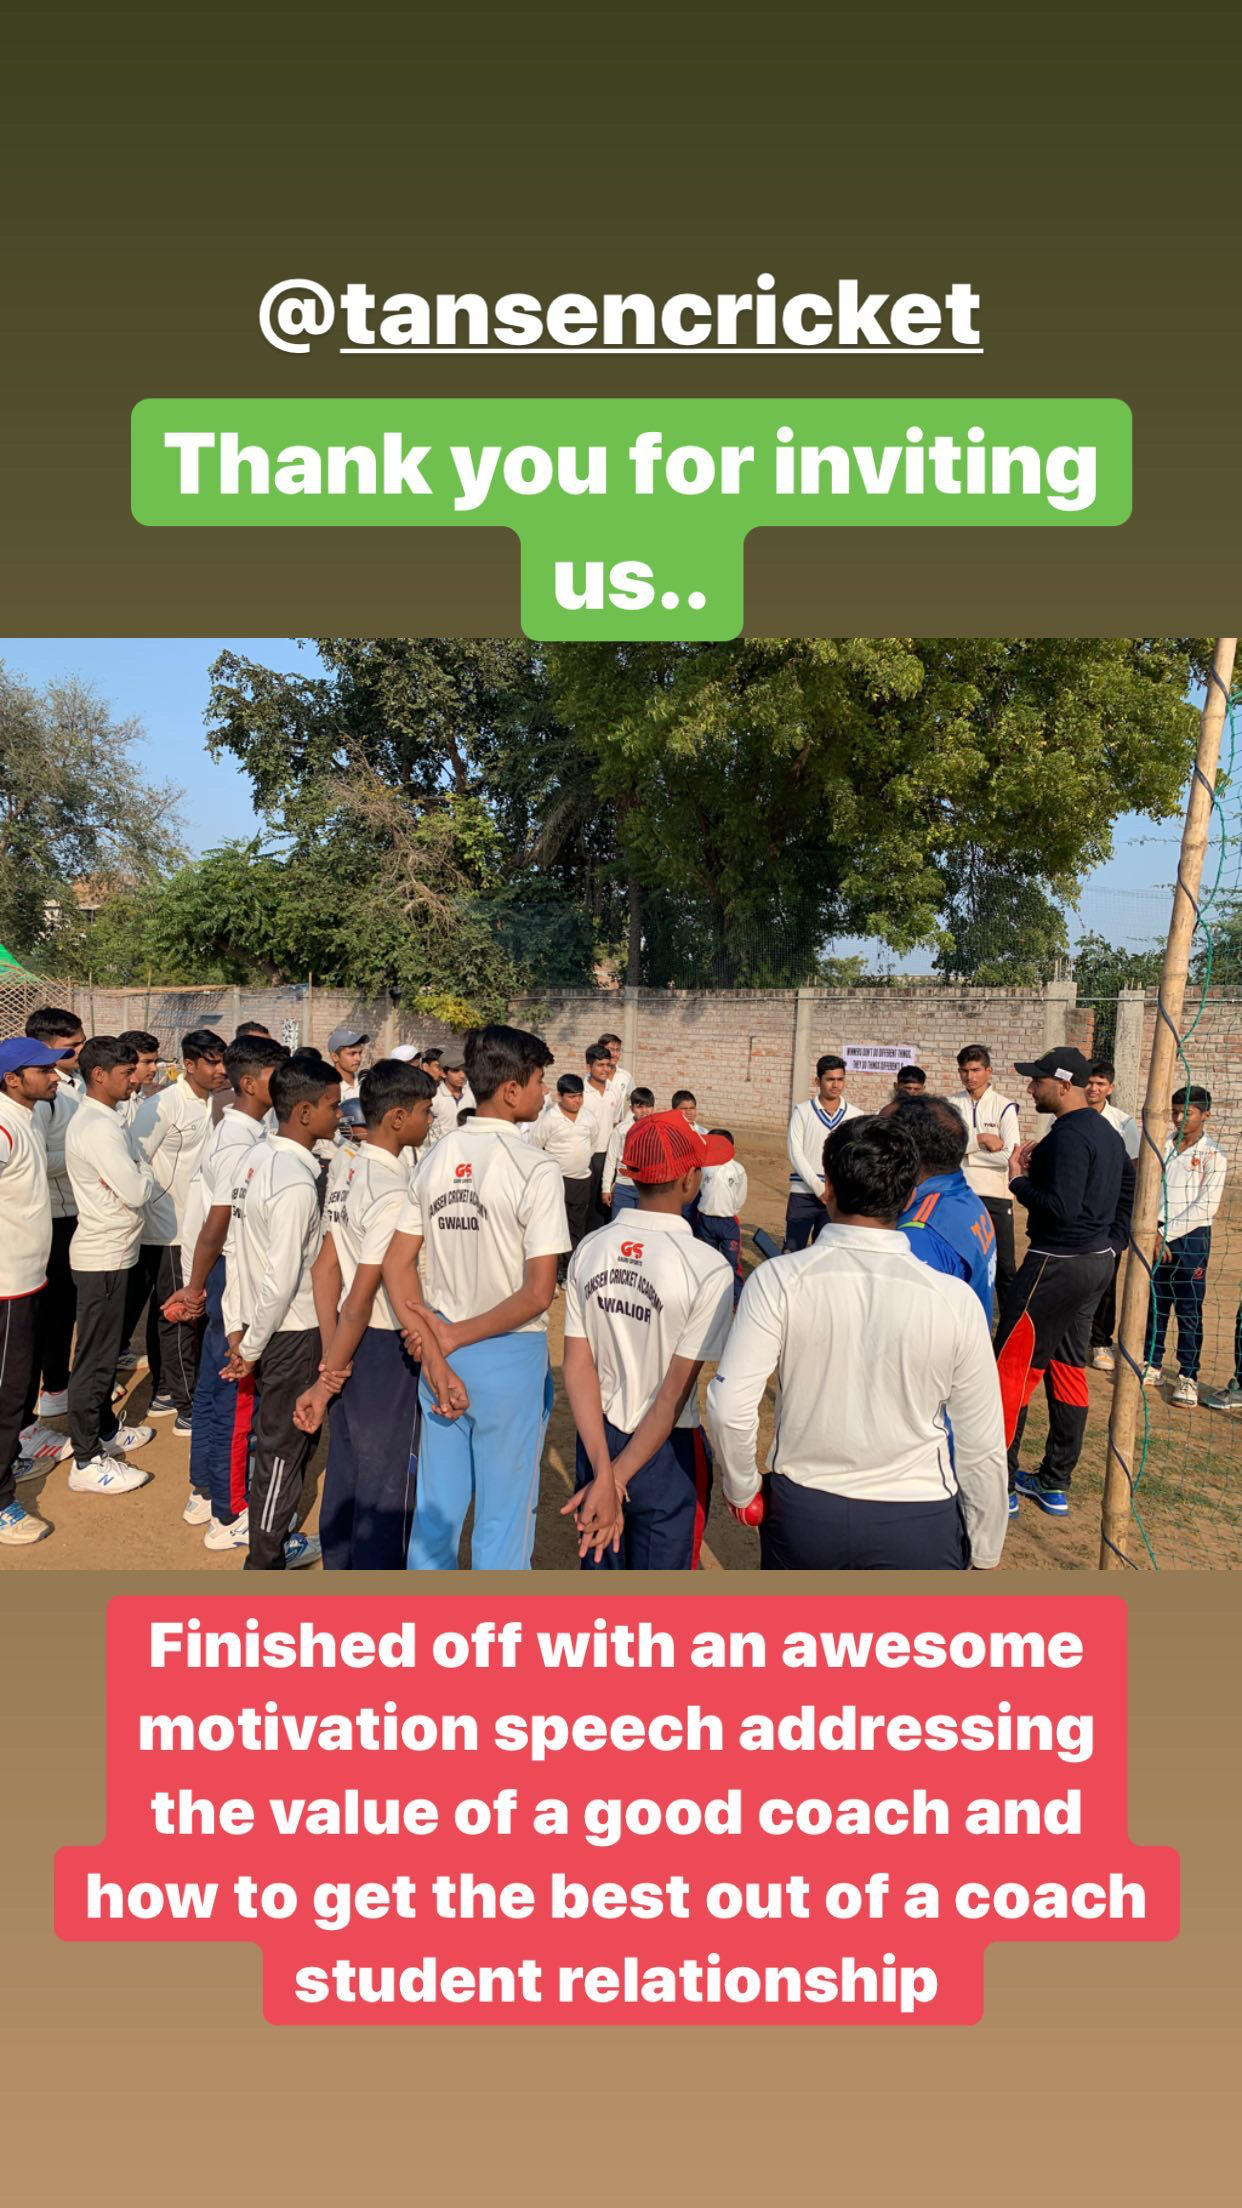 @tansencricket
Thank you for inviting
us..
WINNERS DON'T DO DIFFERENT THINGS,
THEY DO THINGS DIFFERENTLY
GS
TANSEN CRICKET ACADEMY
GWALIOR
GS
TANSEN CRICKET ACADEMY
GWALIOR
Finished off with an awesome
motivation speech addressing
the value of a good coach and
how to get the best out of a coach
student relationship